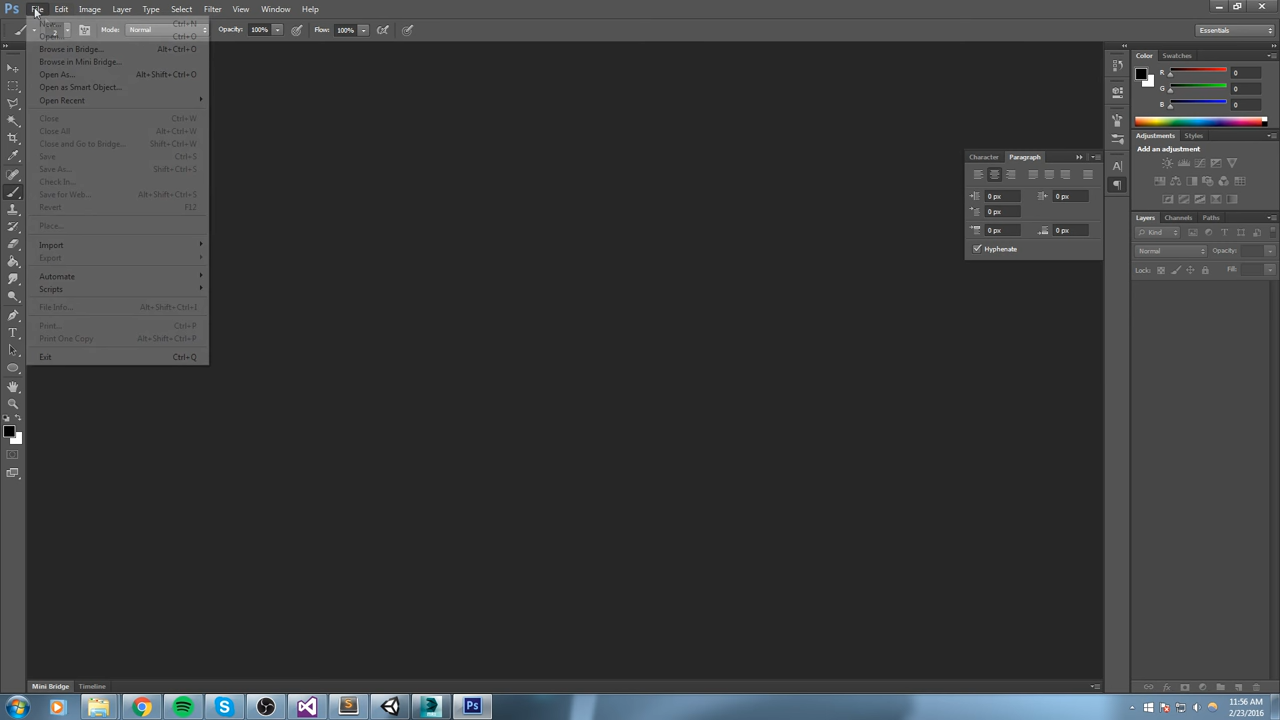 Ps File Edit Image Layer Type Select Filter View Window Help
2 Mode: Normal Opacity: 100% Flow: 100% Essentials
New... Ctrl+N
Open... Ctrl+O
Browse in Bridge... Alt+Ctrl+O
Browse in Mini Bridge...
Open As... Alt+Shift+Ctrl+O
Open as Smart Object...
Open Recent
Close Ctrl+W
Close All Alt+Ctrl+W
Close and Go to Bridge... Shift+Ctrl+W
Save Ctrl+S
Save As... Shift+Ctrl+S
Check In...
Save for Web... Alt+Shift+Ctrl+S
Revert F12
Place...
Import
Export
Automate
Scripts
File Info... Alt+Shift+Ctrl+I
Print... Ctrl+P
Print One Copy Alt+Shift+Ctrl+P
Exit Ctrl+Q
Character Paragraph
0 px 0 px
0 px
0 px 0 px
Hyphenate
Color Swatches
R 0
G 0
B 0
Adjustments Styles
Add an adjustment
Layers Channels Paths
Kind
Normal Opacity:
Lock: Fill:
Mini Bridge Timeline
11:56 AM
2/23/2016